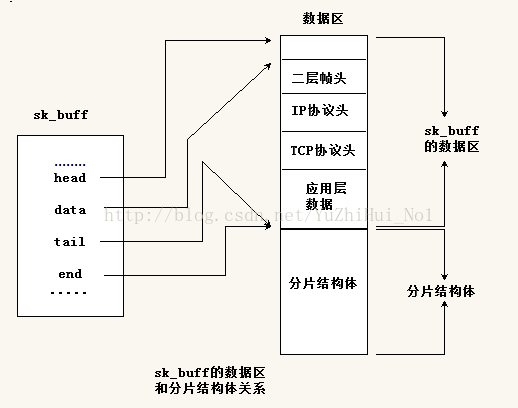 数据区
sk_buff
........
head
data
tail
end
.....
二层帧头
IP协议头
TCP协议头
应用层
数据
分片结构体
sk_buff
的数据区
分片结构体
http://blog.csdn.net/YuZhiHui_No1
sk_buff的数据区
和分片结构体关系